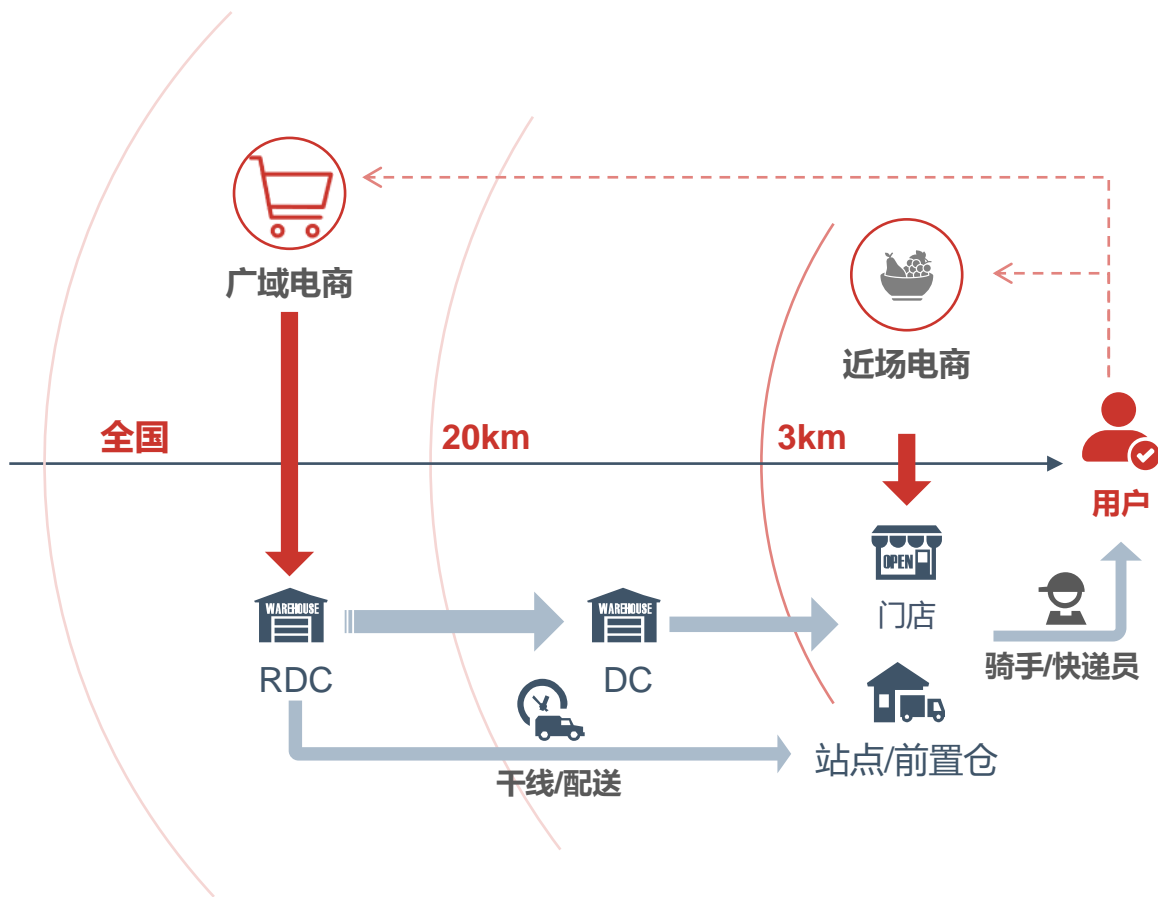 广域电商
近场电商
全国
20km
3km
用户
OPEN
门店
WAREHOUSE
RDC
WAREHOUSE
DC
骑手/快递员
站点/前置仓
干线/配送